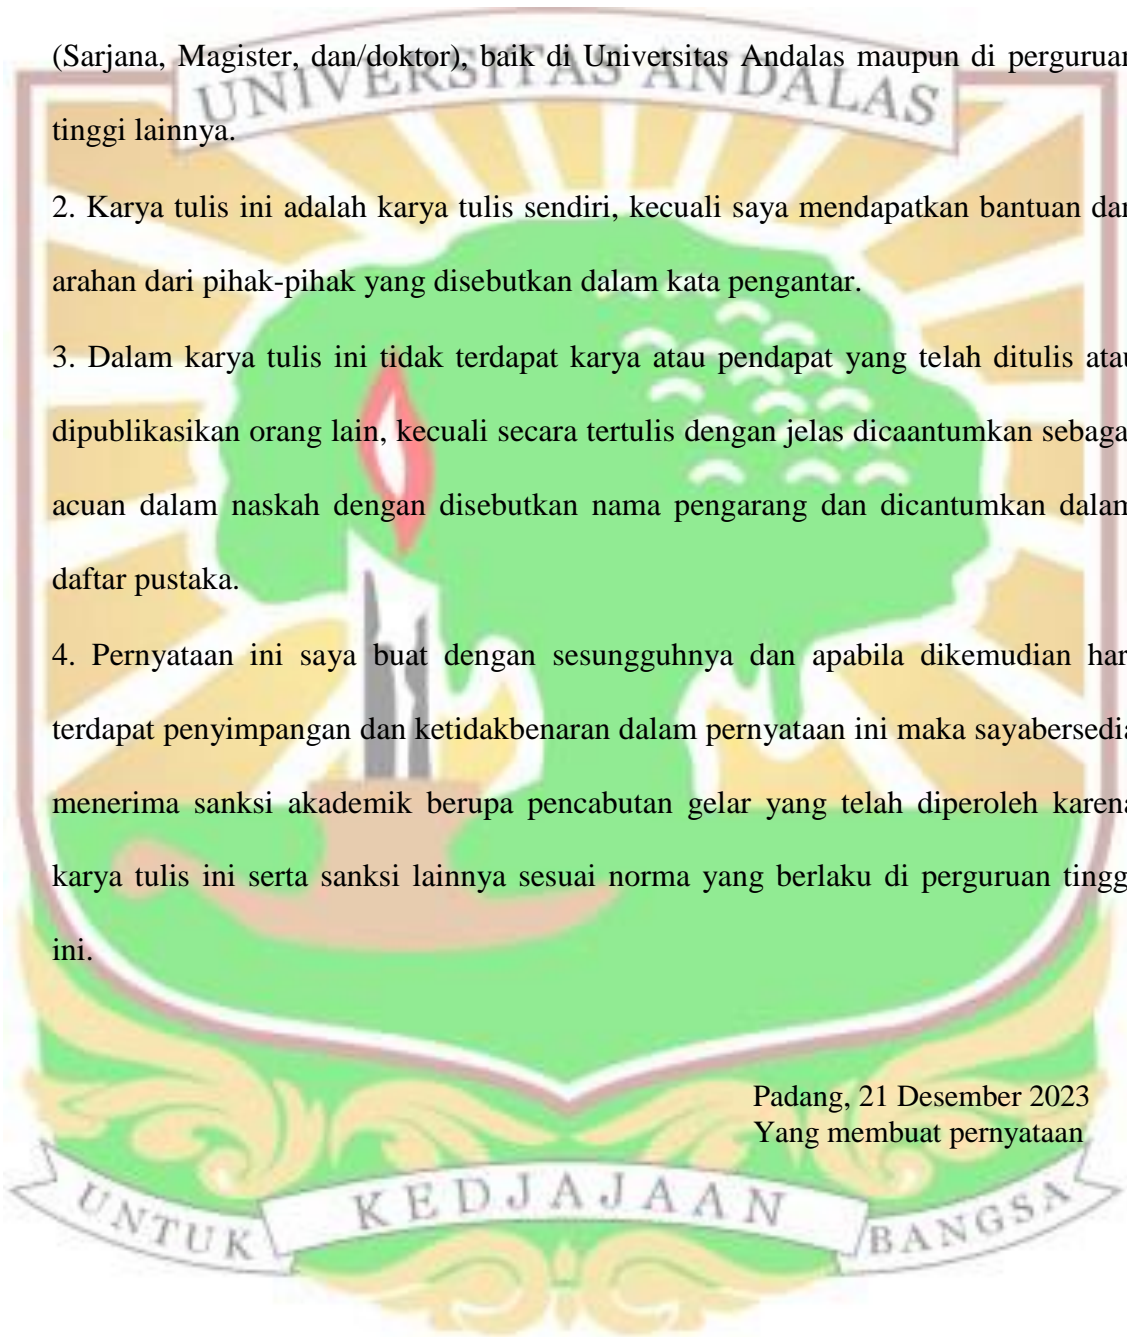 (Sarjana, Magister, dan/doktor), baik di Universitas Andalas maupun di perguruan
UNIVERSITAS ANDALAS
tinggi lainnya.
2. Karya tulis ini adalah karya tulis sendiri, kecuali saya mendapatkan bantuan dan
arahan dari pihak-pihak yang disebutkan dalam kata pengantar.
3. Dalam karya tulis ini tidak terdapat karya atau pendapat yang telah ditulis atau
dipublikasikan orang lain, kecuali secara tertulis dengan jelas dicaantumkan sebaga
acuan dalam naskah dengan disebutkan nama pengarang dan dicantumkan dalam
daftar pustaka.
4. Pernyataan ini saya buat dengan sesungguhnya dan apabila dikemudian har
terdapat penyimpangan dan ketidakbenaran dalam pernyataan ini maka sayabersedia
menerima sanksi akademik berupa pencabutan gelar yang telah diperoleh karena
karya tulis ini serta sanksi lainnya sesuai norma yang berlaku di perguruan tingg
ini.
Padang, 21 Desember 2023
Yang membuat pernyataan
UNTUK KEDJAJAAN BANGSA